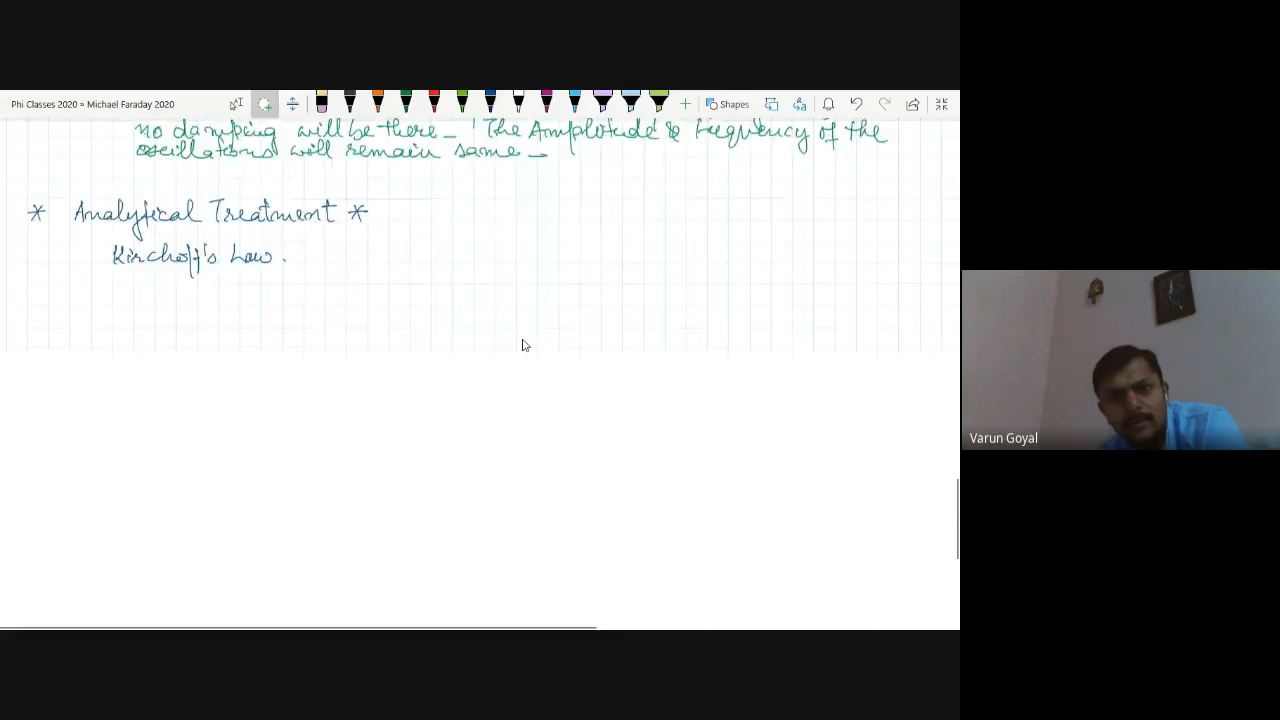 Phi Classes 2020 » Michael Faraday 2020
Shapes
no damping will be there - The Amplitude & frequency of the
oscillations will remain same -
* Analytical Treatment *
Kirchoff's Law.
Varun Goyal